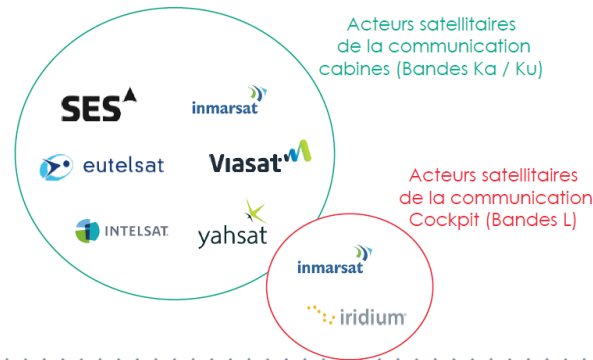 Acteurs satellitaires
de la communication
cabines (Bandes Ka / Ku)
SES
inmarsat
eutelsat
Viasat
INTELSAT
yahsat
Acteurs satellitaires
de la communication
Cockpit (Bandes L)
inmarsat
iridium